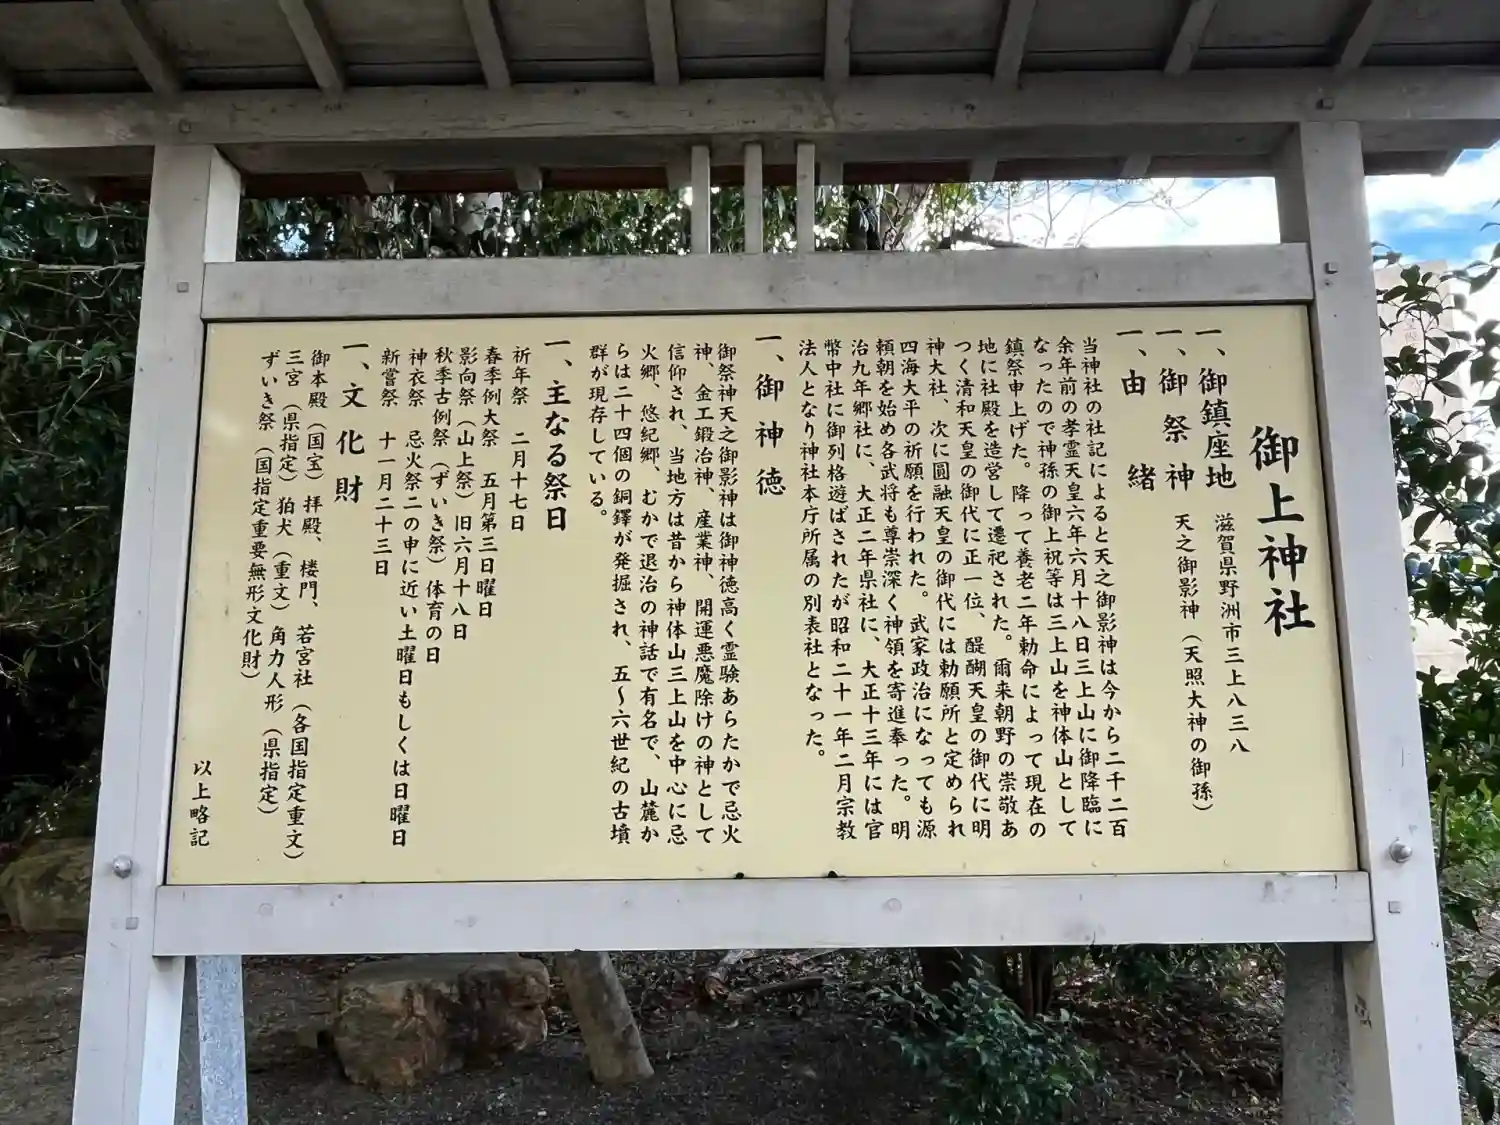 御上神社
一、御鎮座地 滋賀県野洲市三上八三八
一、御祭神 天之御影神（天照大神の御孫）
一、由緒
当神社の社記によると天之御影神は今から二千二百
余年前の孝霊天皇六年六月十八日三上山に御降臨に
なったので神孫の御上祝等は三上山を神体山として
鎮祭申上げた。降って養老二年勅命によって現在の
地に社殿を造営して遷祀された。爾来朝野の崇敬あ
つく清和天皇の御代に正一位、醍醐天皇の御代に明
神大社、次に圓融天皇の御代には勅願所と定められ
四海大平の祈願を行われた。武家政治になっても源
頼朝を始め各武将も尊崇深く神領を寄進奉った。明
治九年郷社に、大正二年県社に、大正十三年には官
幣中社に御列格遊ばされたが昭和二十一年二月宗教
法人となり神社本庁所属の別表社となった。
一、御神徳
御祭神天之御影神は御神徳高く霊験あらたかで忌火
神、金工鍛冶神、産業神、開運悪魔除けの神として
信仰され、当地方は昔から神体山三上山を中心に忌
火郷、悠紀郷、むかで退治の神話で有名で、山麓か
らは二十四個の銅鐸が発掘され、五〜六世紀の古墳
群が現存している。
一、主なる祭日
祈年祭 二月十七日
春季例大祭 五月第三日曜日
影向祭（山上祭）旧六月十八日
秋季古例祭（ずいき祭）体育の日
神衣祭 忌火祭二の申に近い土曜日もしくは日曜日
新嘗祭 十一月二十三日
一、文化財
御本殿（国宝）拝殿、楼門、若宮社（各国指定重文）
三宮（県指定）狛犬（重文）角力人形（県指定）
ずいき祭（国指定重要無形文化財）
以上略記